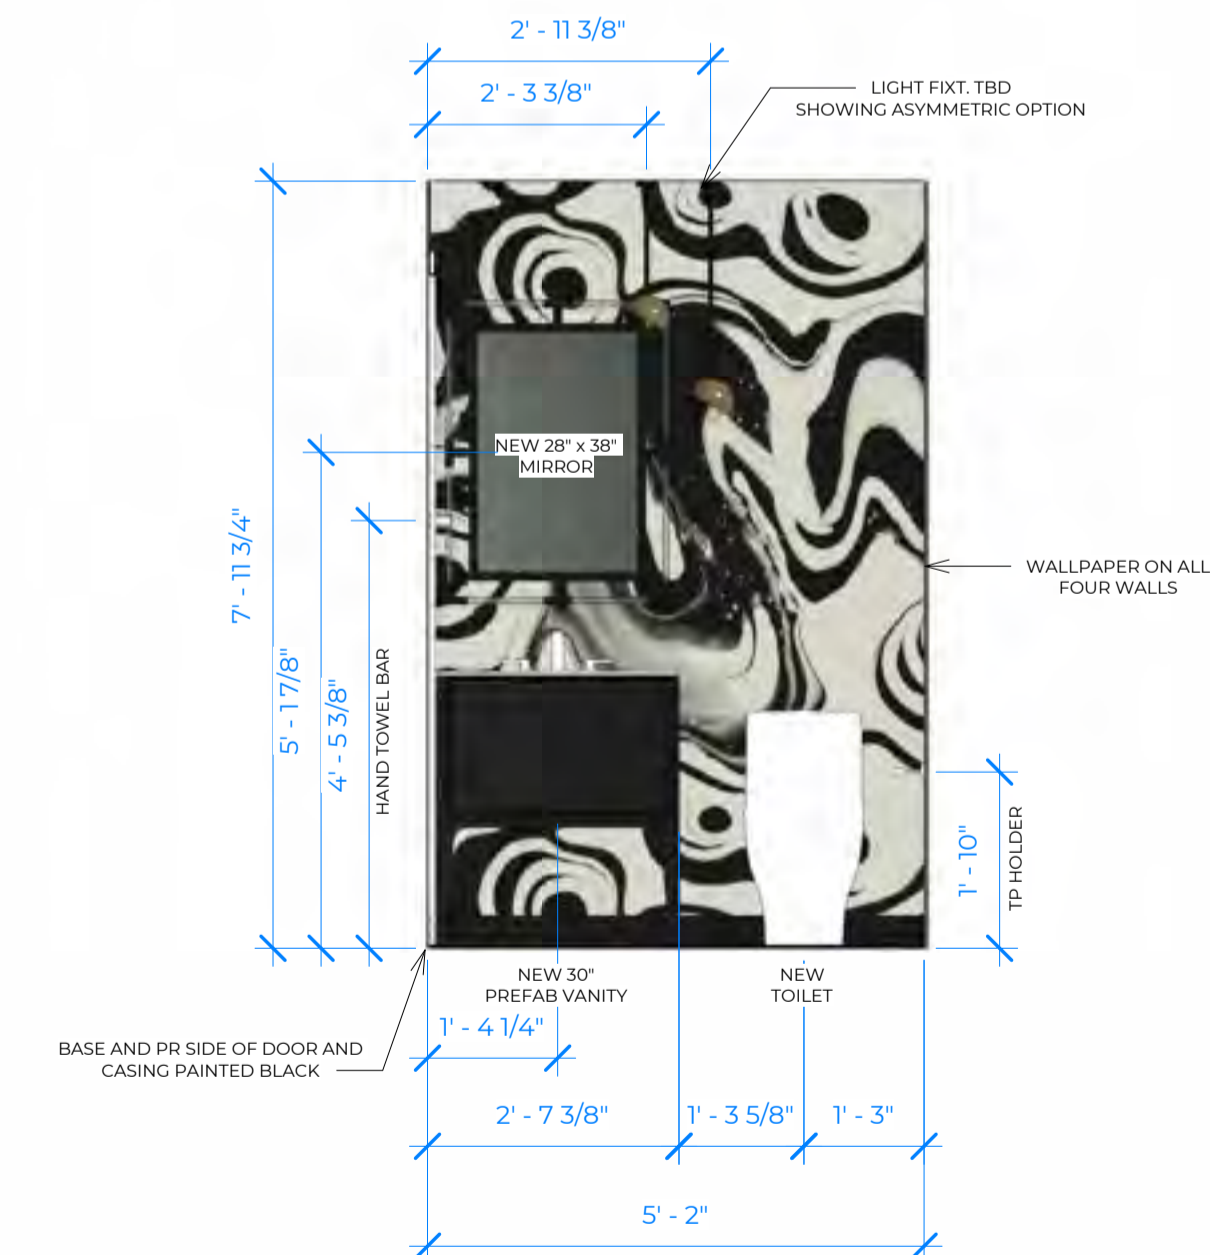 2' - 11 3/8"
2' - 3 3/8"
LIGHT FIXT. TBD
SHOWING ASYMMETRIC OPTION
NEW 28" x 38"
MIRROR
7' - 11 3/4"
5' - 1 7/8"
4' - 5 3/8"
HAND TOWEL BAR
WALLPAPER ON ALL
FOUR WALLS
1' - 10"
TP HOLDER
NEW 30"
PREFAB VANITY
NEW
TOILET
1' - 4 1/4"
BASE AND PR SIDE OF DOOR AND
CASING PAINTED BLACK
2' - 7 3/8"
1' - 3 5/8"
1' - 3"
5' - 2"